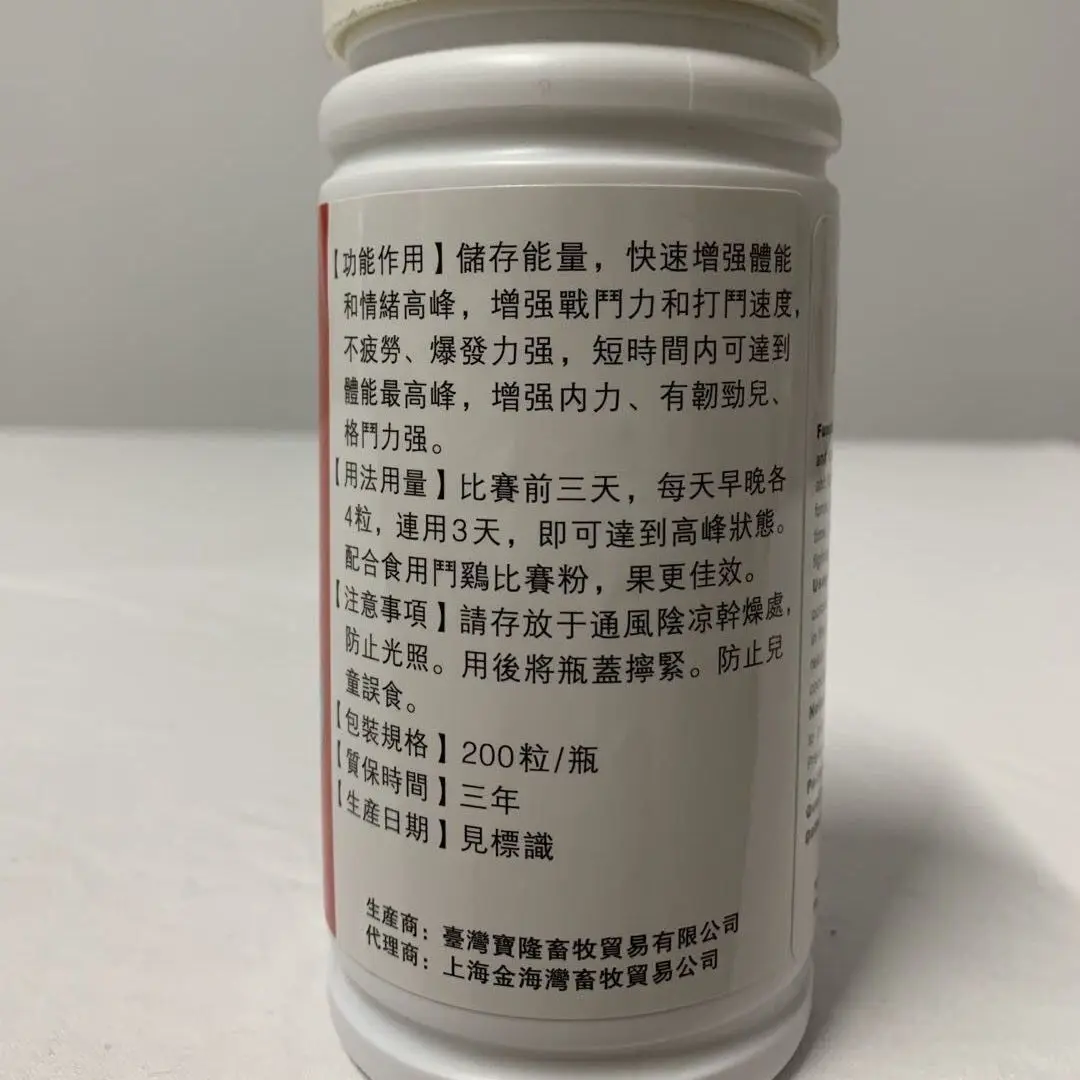 【功能作用】儲存能量，快速增强體能
和情緒高峰，增强戰鬥力和打鬥速度，
不疲勞、爆發力强，短時間内可達到
體能最高峰，增强内力、有韌勁兒、
格鬥力强。
【用法用量】比賽前三天，每天早晚各
4粒，連用3天，即可達到高峰狀態。
配合食用鬥鷄比賽粉，果更佳效。
【注意事項】請存放于通風陰凉幹燥處，
防止光照。用後將瓶蓋擰緊。防止兒
童誤食。
【包裝規格】200粒/瓶
【質保時間】三年
【生産日期】見標識
生産商：臺灣寶隆畜牧貿易有限公司
代理商：上海金海灣畜牧貿易公司
and